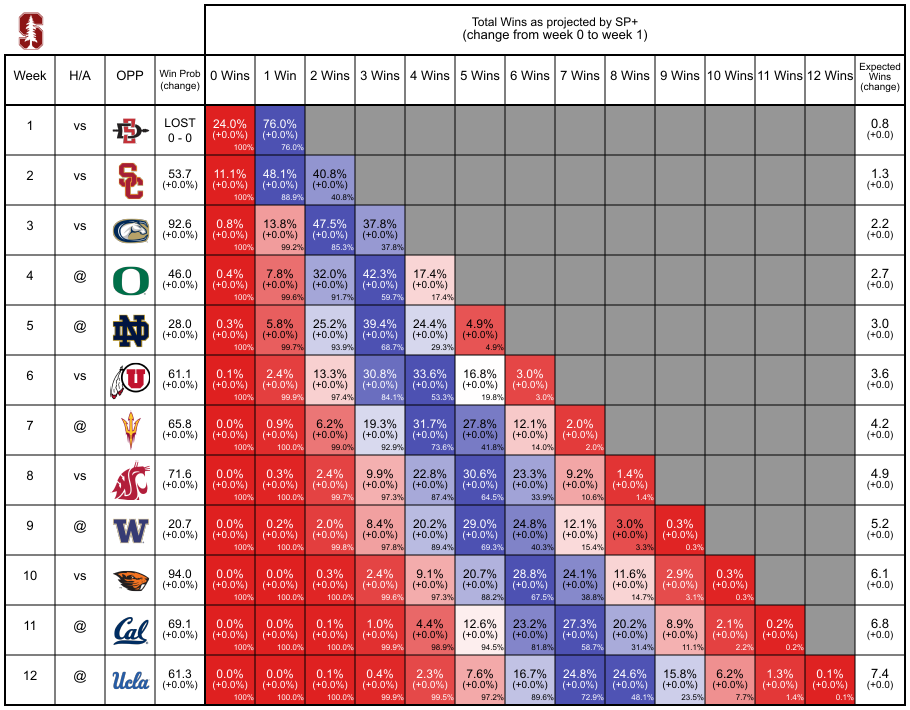 Total Wins as projected by SP+
(change from week 0 to week 1)
Week H/A OPP Win Prob (change) 0 Wins 1 Win 2 Wins 3 Wins 4 Wins 5 Wins 6 Wins 7 Wins 8 Wins 9 Wins 10 Wins 11 Wins 12 Wins Expected Wins (change)
1 vs SD LOST 24.0% 76.0% 0.8
0 - 0 (+0.0%) (+0.0%) (+0.0)
100% 76.0%
2 vs SC 53.7 11.1% 48.1% 40.8% 1.3
(+0.0%) (+0.0%) (+0.0%) (+0.0%) (+0.0)
100% 88.9% 40.8%
3 vs C 92.6 0.8% 13.8% 47.5% 37.8% 2.2
(+0.0%) (+0.0%) (+0.0%) (+0.0%) (+0.0%) (+0.0)
100% 99.2% 85.3% 37.8%
4 @ O 46.0 0.4% 7.8% 32.0% 42.3% 17.4% 2.7
(+0.0%) (+0.0%) (+0.0%) (+0.0%) (+0.0%) (+0.0%) (+0.0)
100% 99.6% 91.7% 59.7% 17.4%
5 @ ND 28.0 0.3% 5.8% 25.2% 39.4% 24.4% 4.9% 3.0
(+0.0%) (+0.0%) (+0.0%) (+0.0%) (+0.0%) (+0.0%) (+0.0%) (+0.0)
100% 99.7% 93.9% 68.7% 29.3% 4.9%
6 vs U 61.1 0.1% 2.4% 13.3% 30.8% 33.6% 16.8% 3.0% 3.6
(+0.0%) (+0.0%) (+0.0%) (+0.0%) (+0.0%) (+0.0%) (+0.0%) (+0.0%) (+0.0)
100% 99.9% 97.4% 84.1% 53.3% 19.8% 3.0%
7 @ 65.8 0.0% 0.9% 6.2% 19.3% 31.7% 27.8% 12.1% 2.0% 4.2
(+0.0%) (+0.0%) (+0.0%) (+0.0%) (+0.0%) (+0.0%) (+0.0%) (+0.0%) (+0.0%) (+0.0)
100% 100.0% 99.0% 92.9% 73.6% 41.8% 14.0% 2.0%
8 vs WSC 71.6 0.0% 0.3% 2.4% 9.9% 22.8% 30.6% 23.3% 9.2% 1.4% 4.9
(+0.0%) (+0.0%) (+0.0%) (+0.0%) (+0.0%) (+0.0%) (+0.0%) (+0.0%) (+0.0%) (+0.0%) (+0.0)
100% 100.0% 99.7% 97.3% 87.4% 64.5% 33.9% 10.6% 1.4%
9 @ W 20.7 0.0% 0.2% 2.0% 8.4% 20.2% 29.0% 24.8% 12.1% 3.0% 0.3% 5.2
(+0.0%) (+0.0%) (+0.0%) (+0.0%) (+0.0%) (+0.0%) (+0.0%) (+0.0%) (+0.0%) (+0.0%) (+0.0%) (+0.0)
100% 100.0% 99.8% 97.8% 89.4% 69.3% 40.3% 15.4% 3.3% 0.3%
10 vs 94.0 0.0% 0.0% 0.3% 2.4% 9.1% 20.7% 28.8% 24.1% 11.6% 2.9% 0.3% 6.1
(+0.0%) (+0.0%) (+0.0%) (+0.0%) (+0.0%) (+0.0%) (+0.0%) (+0.0%) (+0.0%) (+0.0%) (+0.0%) (+0.0%) (+0.0)
100% 100.0% 100.0% 99.6% 97.3% 88.2% 67.5% 38.8% 14.7% 3.1% 0.3%
11 @ Cal 69.1 0.0% 0.0% 0.1% 1.0% 4.4% 12.6% 23.2% 27.3% 20.2% 8.9% 2.1% 0.2% 6.8
(+0.0%) (+0.0%) (+0.0%) (+0.0%) (+0.0%) (+0.0%) (+0.0%) (+0.0%) (+0.0%) (+0.0%) (+0.0%) (+0.0%) (+0.0%) (+0.0)
100% 100.0% 100.0% 99.9% 98.9% 94.5% 81.8% 58.7% 31.4% 11.1% 2.2% 0.2%
12 @ Ucla 61.3 0.0% 0.0% 0.1% 0.4% 2.3% 7.6% 16.7% 24.8% 24.6% 15.8% 6.2% 1.3% 0.1% 7.4
(+0.0%) (+0.0%) (+0.0%) (+0.0%) (+0.0%) (+0.0%) (+0.0%) (+0.0%) (+0.0%) (+0.0%) (+0.0%) (+0.0%) (+0.0%) (+0.0%) (+0.0)
100% 100.0% 100.0% 99.9% 99.5% 97.2% 89.6% 72.9% 48.1% 23.5% 7.7% 1.4% 0.1%